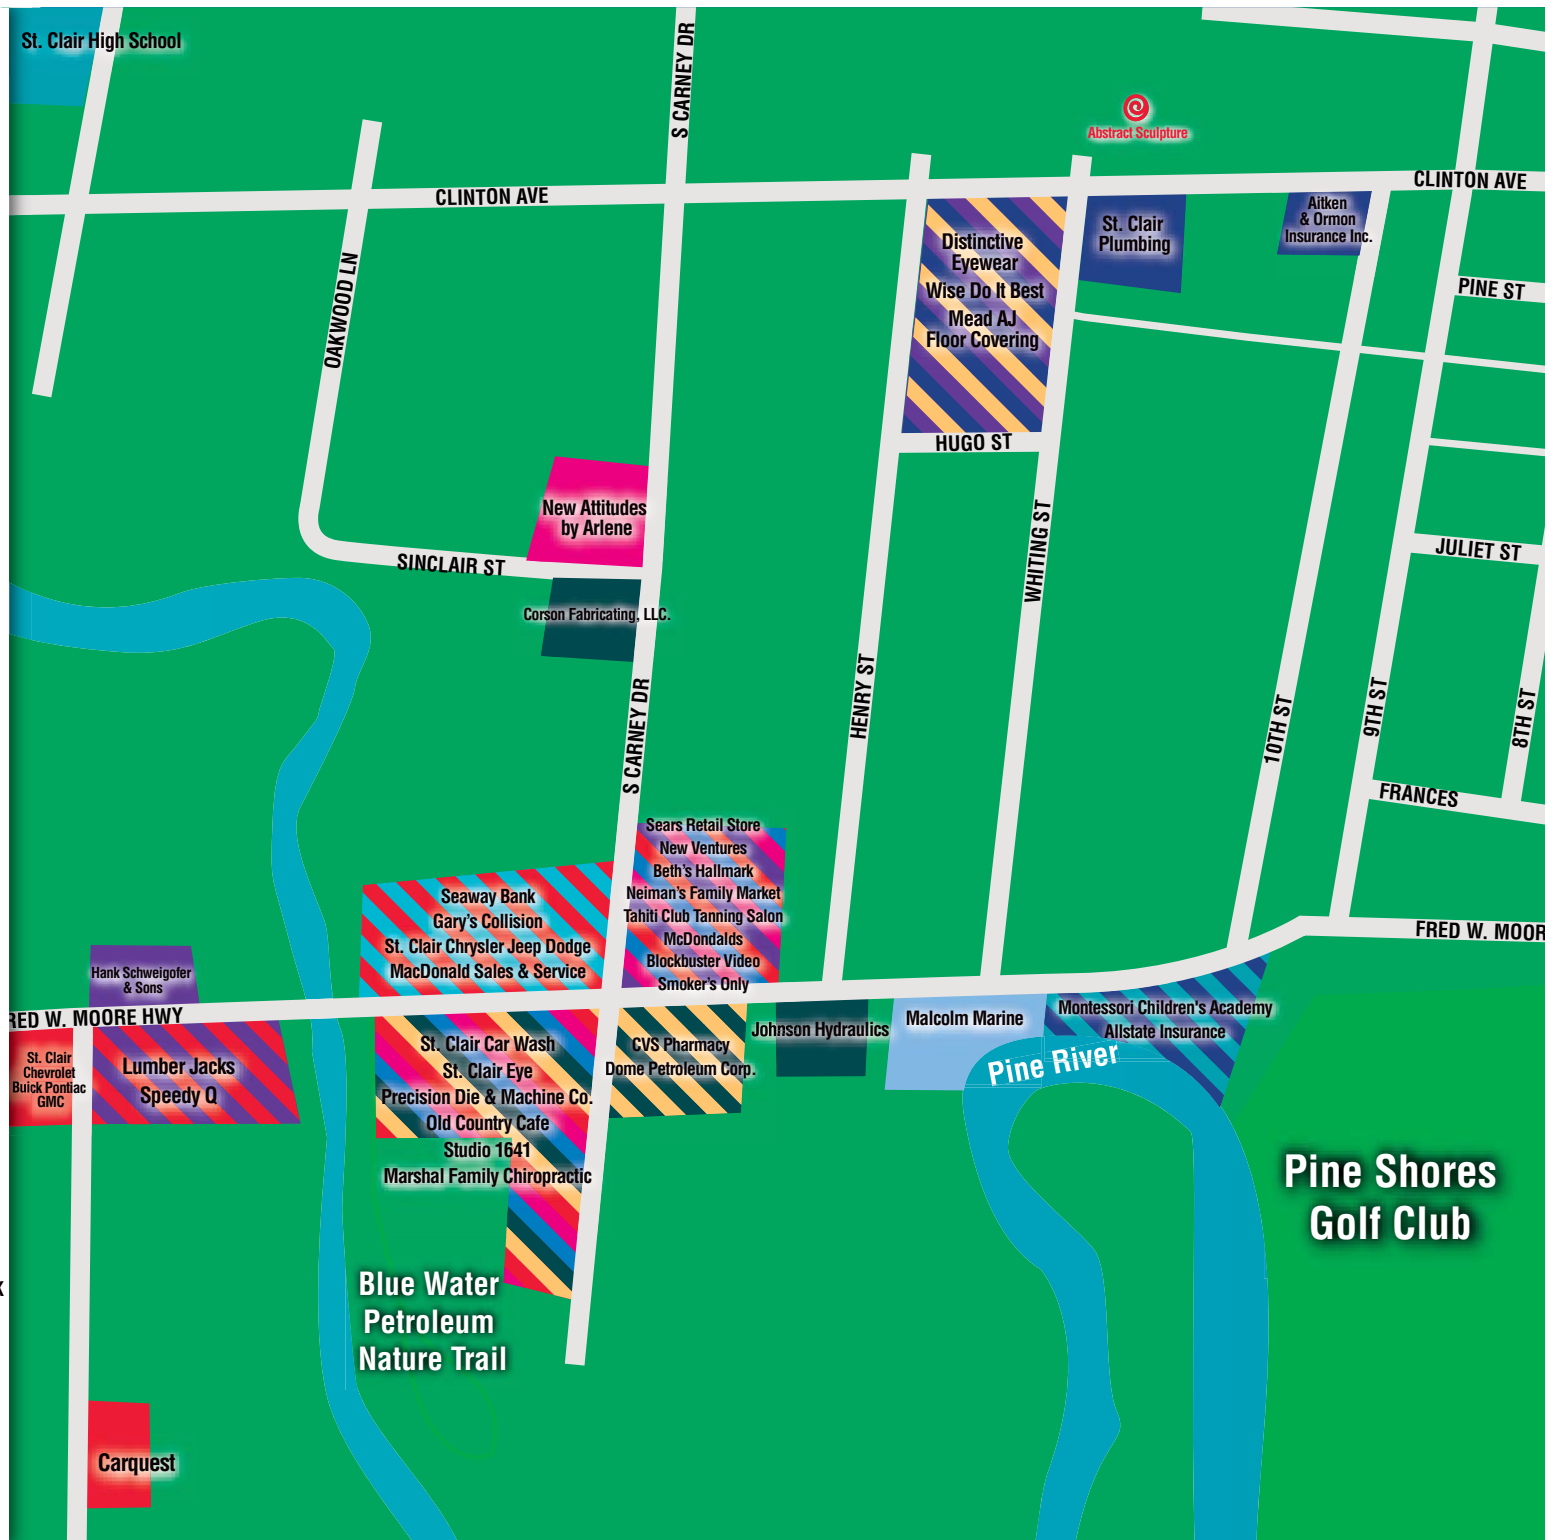 St. Clair High School
S CARNEY DR
Abstract Sculpture
CLINTON AVE
CLINTON AVE
Aitken
& Ormon
Insurance Inc.
St. Clair
Plumbing
Distinctive
Eyewear
Wise Do It Best
Mead AJ
Floor Covering
PINE ST
OAKWOOD LN
HUGO ST
New Attitudes
by Arlene
SINCLAIR ST
WHITING ST
JULIET ST
Corson Fabricating, LLC.
S CARNEY DR
HENRY ST
10TH ST
9TH ST
8TH ST
FRANCES
Sears Retail Store
New Ventures
Beth's Hallmark
Neiman's Family Market
Tahiti Club Tanning Salon
McDondalds
Blockbuster Video
Smoker's Only
Seaway Bank
Gary's Collision
St. Clair Chrysler Jeep Dodge
MacDonald Sales & Service
FRED W. MOOR
Hank Schweigofer
& Sons
RED W. MOORE HWY
St. Clair
Chevrolet
Buick Pontiac
GMC
Lumber Jacks
Speedy Q
St. Clair Car Wash
St. Clair Eye
Precision Die & Machine Co.
Old Country Cafe
Studio 1641
Marshal Family Chiropractic
CVS Pharmacy
Dome Petroleum Corp.
Johnson Hydraulics
Malcolm Marine
Montessori Children's Academy
Allstate Insurance
Pine River
Pine Shores
Golf Club
Blue Water
Petroleum
Nature Trail
Carquest